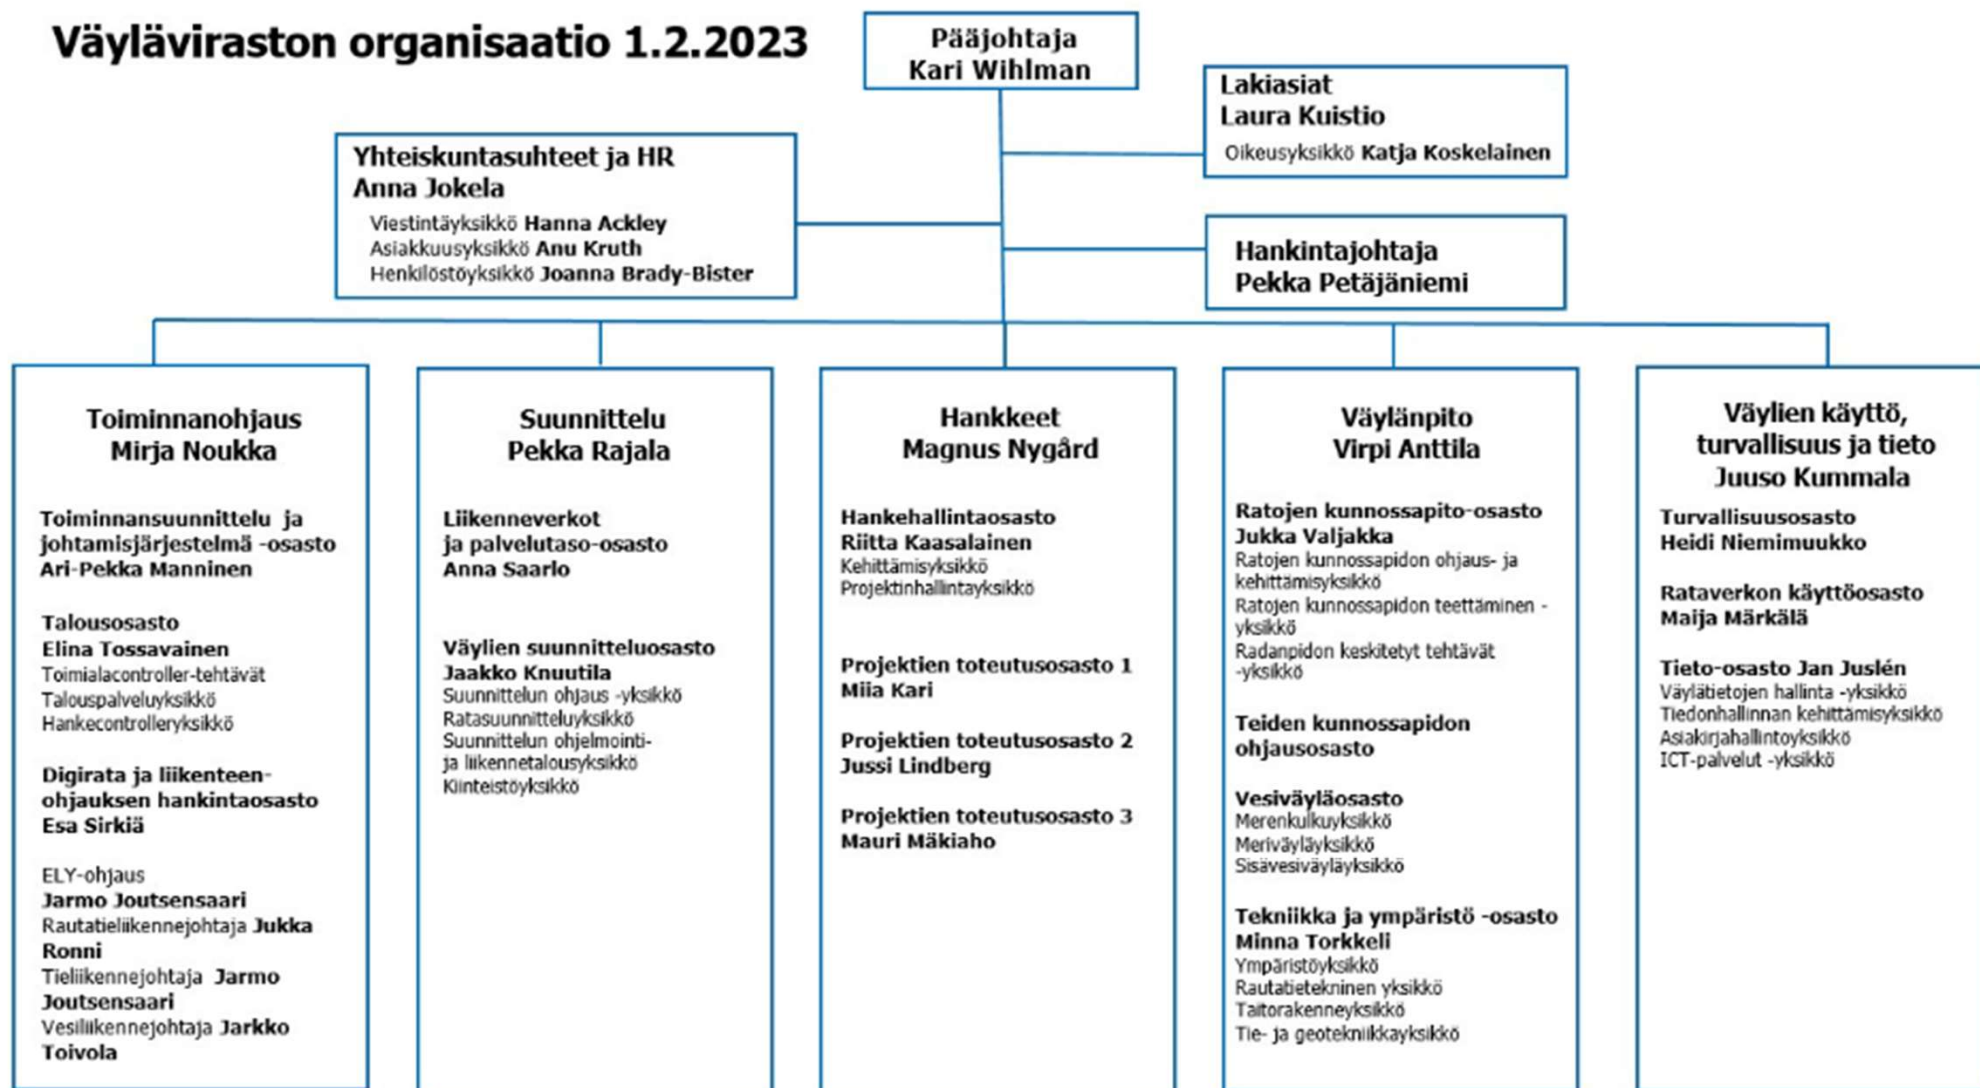 Väyläviraston organisaatio 1.2.2023
Pääjohtaja
Kari Wihlman
Lakiasiat
Laura Kuistio
Oikeusyksikkö Katja Koskelainen
Yhteiskuntasuhteet ja HR
Anna Jokela
Viestintäyksikkö Hanna Ackley
Asiakkuusyksikkö Anu Kruth
Henkilöstöyksikkö Joanna Brady-Bister
Hankintajohtaja
Pekka Petäjäniemi
Toiminnanohjaus
Mirja Noukka
Toiminnansuunnittelu ja
johtamisjärjestelmä -osasto
Ari-Pekka Manninen
Talousosasto
Elina Tossavainen
Toimialacontroller-tehtävät
Talouspalveluyksikkö
Hankecontrolleryksikkö
Digirata ja liikenteen-
ohjauksen hankintaosasto
Esa Sirkiä
ELY-ohjaus
Jarmo Joutsensaari
Rautatieliikennejohtaja Jukka
Ronni
Tieliikennejohtaja Jarmo
Joutsensaari
Vesiliikennejohtaja Jarkko
Toivola
Suunnittelu
Pekka Rajala
Liikenneverkot
ja palvelutaso-osasto
Anna Saarlo
Väylien suunnitteluosasto
Jaakko Knuutila
Suunnittelun ohjaus -yksikkö
Ratasuunnitteluyksikkö
Suunnittelun ohjelmointi-
ja liikennetalousyksikkö
Kiinteistöyksikkö
Hankkeet
Magnus Nygård
Hankehallintaosasto
Riitta Kaasalainen
Kehittämisyksikkö
Projektinhallintayksikkö
Projektien toteutusosasto 1
Miia Kari
Projektien toteutusosasto 2
Jussi Lindberg
Projektien toteutusosasto 3
Mauri Mäkiaho
Väylänpito
Virpi Anttila
Ratojen kunnossapito-osasto
Jukka Valjakka
Ratojen kunnossapidon ohjaus- ja
kehittämisyksikkö
Ratojen kunnossapidon teettäminen -
yksikkö
Radanpidon keskitetyt tehtävät
-yksikkö
Teiden kunnossapidon
ohjausosasto
Vesiväyläosasto
Merenkulkuyksikkö
Meriväyläyksikkö
Sisävesiväyläyksikkö
Tekniikka ja ympäristö -osasto
Minna Torkkeli
Ympäristöyksikkö
Rautatietekninen yksikkö
Taitorakenneyksikkö
Tie- ja geotekniikkayksikkö
Väylien käyttö,
turvallisuus ja tieto
Juuso Kummala
Turvallisuusosasto
Heidi Niemimuukko
Rataverkon käyttöosasto
Maija Märkälä
Tieto-osasto Jan Juslén
Väylätietojen hallinta -yksikkö
Tiedonhallinnan kehittämisyksikkö
Asiakirjahallintoyksikkö
ICT-palvelut -yksikkö